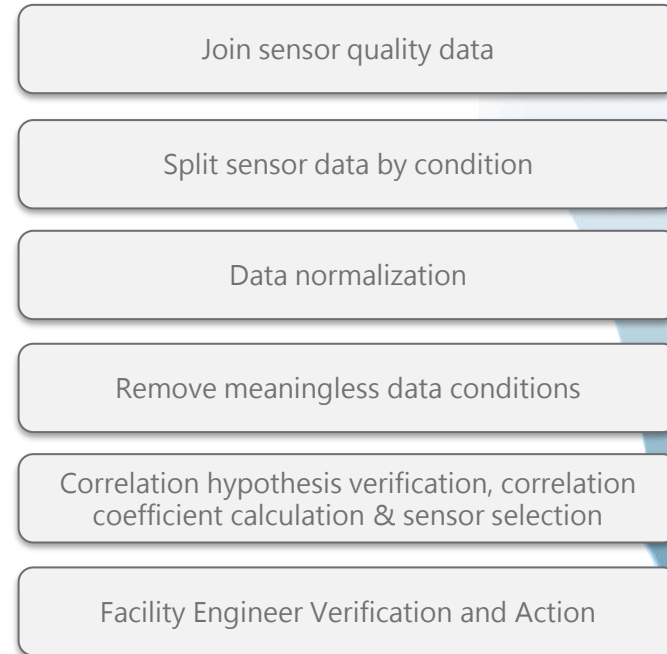 Join sensor quality data
Split sensor data by condition
Data normalization
Remove meaningless data conditions
Correlation hypothesis verification, correlation
coefficient calculation & sensor selection
Facility Engineer Verification and Action